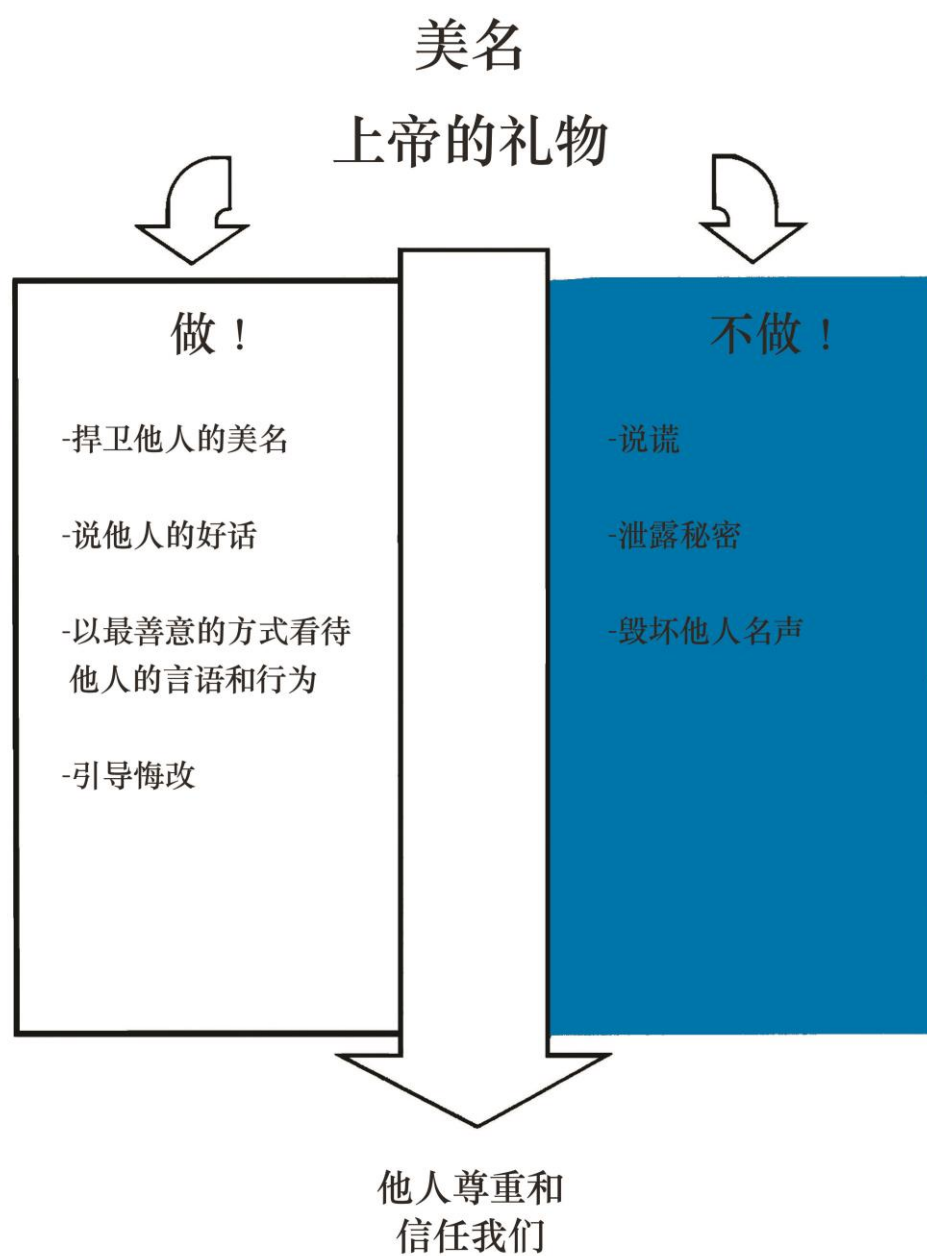 美名
上帝的礼物
做！
-捍卫他人的美名
-说他人的好话
-以最善意的方式看待
他人的言语和行为
-引导悔改
不做！
-说谎
-泄露秘密
-毁坏他人名声
他人尊重和
信任我们